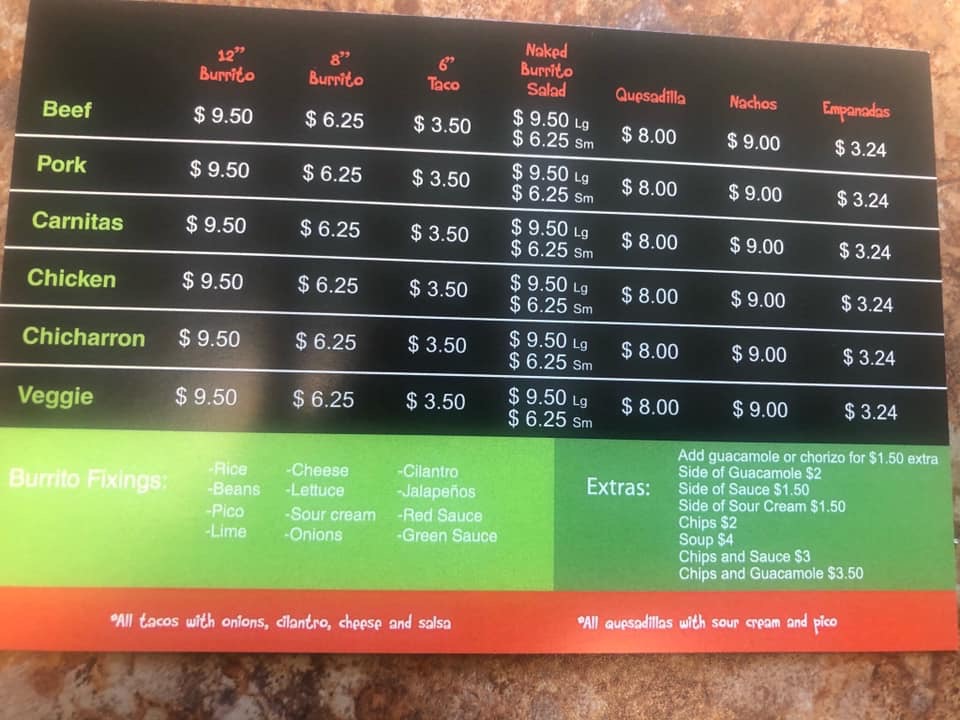 12” Burrito 8” Burrito 6” Taco Naked Burrito Salad Quesadilla Nachos Empanadas
Beef $ 9.50 $ 6.25 $ 3.50 $ 9.50 Lg $ 6.25 Sm $ 8.00 $ 9.00 $ 3.24
Pork $ 9.50 $ 6.25 $ 3.50 $ 9.50 Lg $ 6.25 Sm $ 8.00 $ 9.00 $ 3.24
Carnitas $ 9.50 $ 6.25 $ 3.50 $ 9.50 Lg $ 6.25 Sm $ 8.00 $ 9.00 $ 3.24
Chicken $ 9.50 $ 6.25 $ 3.50 $ 9.50 Lg $ 6.25 Sm $ 8.00 $ 9.00 $ 3.24
Chicharron $ 9.50 $ 6.25 $ 3.50 $ 9.50 Lg $ 6.25 Sm $ 8.00 $ 9.00 $ 3.24
Veggie $ 9.50 $ 6.25 $ 3.50 $ 9.50 Lg $ 6.25 Sm $ 8.00 $ 9.00 $ 3.24
Burrito Fixings:
-Rice -Cheese -Cilantro
-Beans -Lettuce -Jalapeños
-Pico -Sour cream -Red Sauce
-Lime -Onions -Green Sauce
Extras:
Add guacamole or chorizo for $1.50 extra
Side of Guacamole $2
Side of Sauce $1.50
Side of Sour Cream $1.50
Chips $2
Soup $4
Chips and Sauce $3
Chips and Guacamole $3.50
*All tacos with onions, cilantro, cheese and salsa
*All quesadillas with sour cream and pico